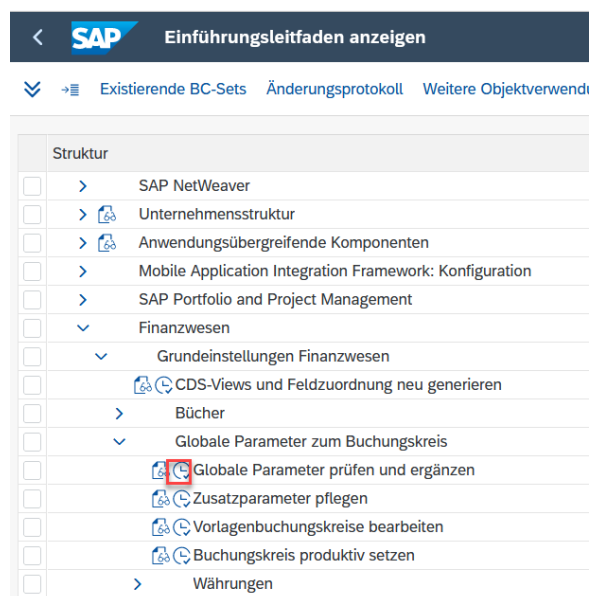 SAP Einführungsleitfaden anzeigen
Existierende BC-Sets Änderungsprotokoll Weitere Objektverwendu
Struktur
SAP NetWeaver
Unternehmensstruktur
Anwendungsübergreifende Komponenten
Mobile Application Integration Framework: Konfiguration
SAP Portfolio and Project Management
Finanzwesen
Grundeinstellungen Finanzwesen
CDS-Views und Feldzuordnung neu generieren
Bücher
Globale Parameter zum Buchungskreis
Globale Parameter prüfen und ergänzen
Zusatzparameter pflegen
Vorlagenbuchungskreise bearbeiten
Buchungskreis produktiv setzen
Währungen